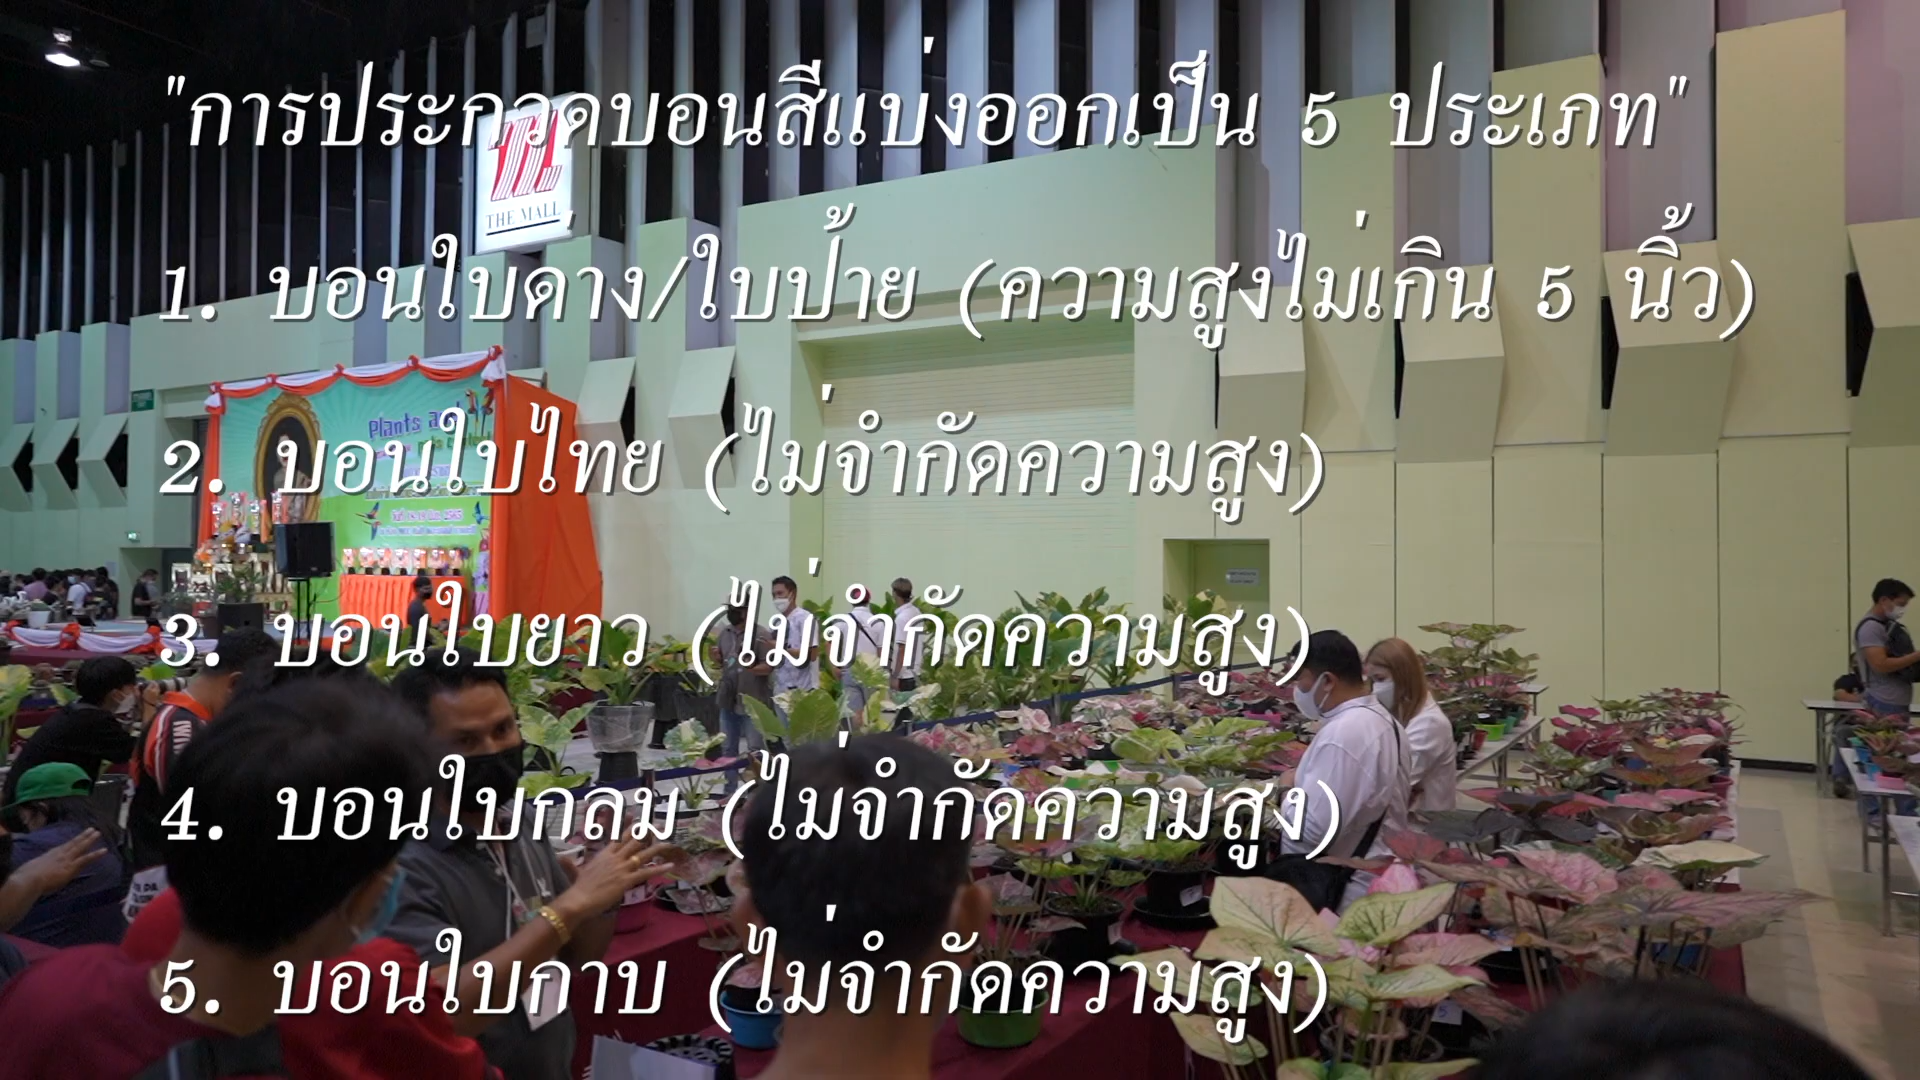 "การประกวดบอนสีแบ่งออกเป็น 5 ประเภท"
THE MALL
1. บอนใบด่าง/ใบป้าย (ความสูงไม่เกิน 5 นิ้ว)
Plants
2. บอนใบไทย (ไม่จำกัดความสูง)
3. บอนใบยาว (ไม่จำกัดความสูง)
4. บอนใบกลม (ไม่จำกัดความสูง)
5. บอนใบกาบ (ไม่จำกัดความสูง)